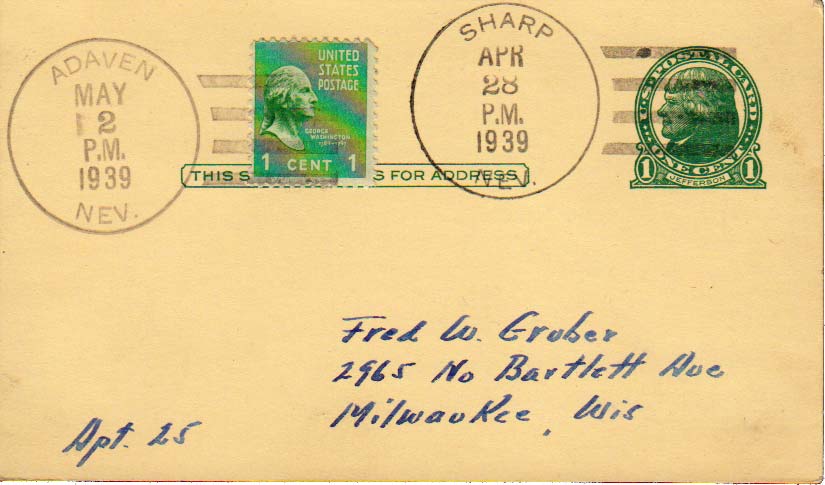 ADAVEN
MAY
2
P.M.
1939
NEV.
UNITED
STATES
POSTAGE
GEORGE
WASHINGTON
1 CENT 1
SHARP
APR
28
P.M.
1939
NEV.
U.S. POSTAL CARD
ONE CENT
1 JEFFERSON 1
THIS S S FOR ADDRESS
Fred W. Gruber
2965 No Bartlett Ave
Milwaukee, Wis
Apt. 25